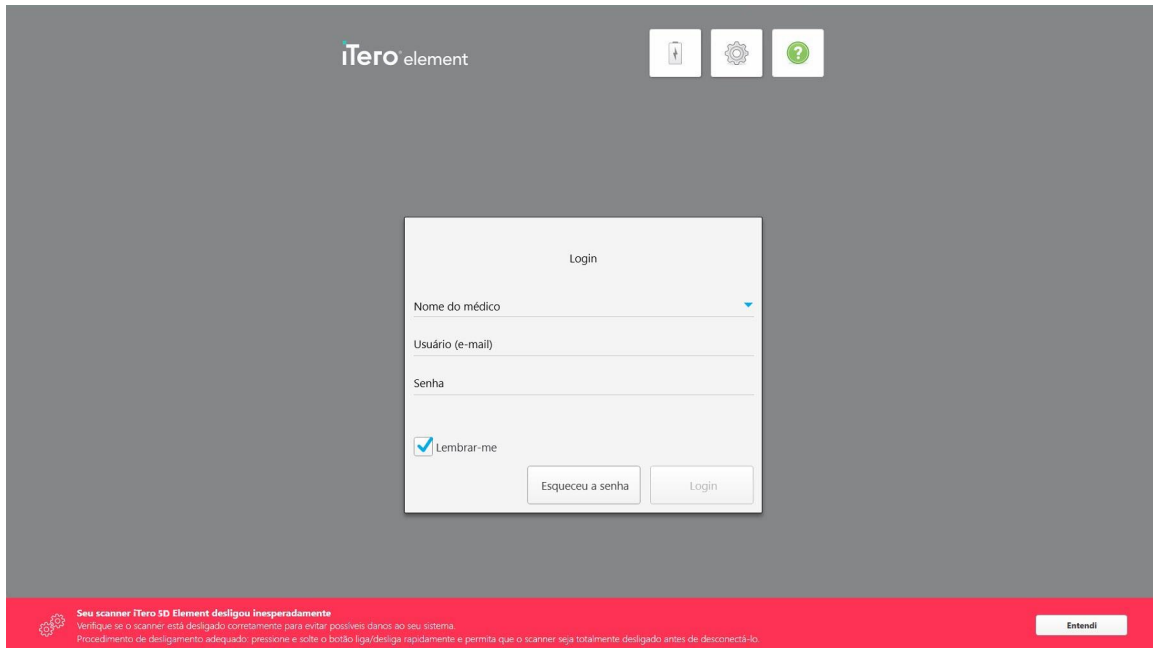 iTero element
?
Login
Nome do médico
Usuário (e-mail)
Senha
Lembrar-me
Esqueceu a senha
Login
Seu scanner iTero 5D Element desligou inesperadamente
Verifique se o scanner está desligado corretamente para evitar possíveis danos ao seu sistema.
Procedimento de desligamento adequado: pressione e solte o botão liga/desliga rapidamente e permita que o scanner seja totalmente desligado antes de desconectá-lo.
Entendi